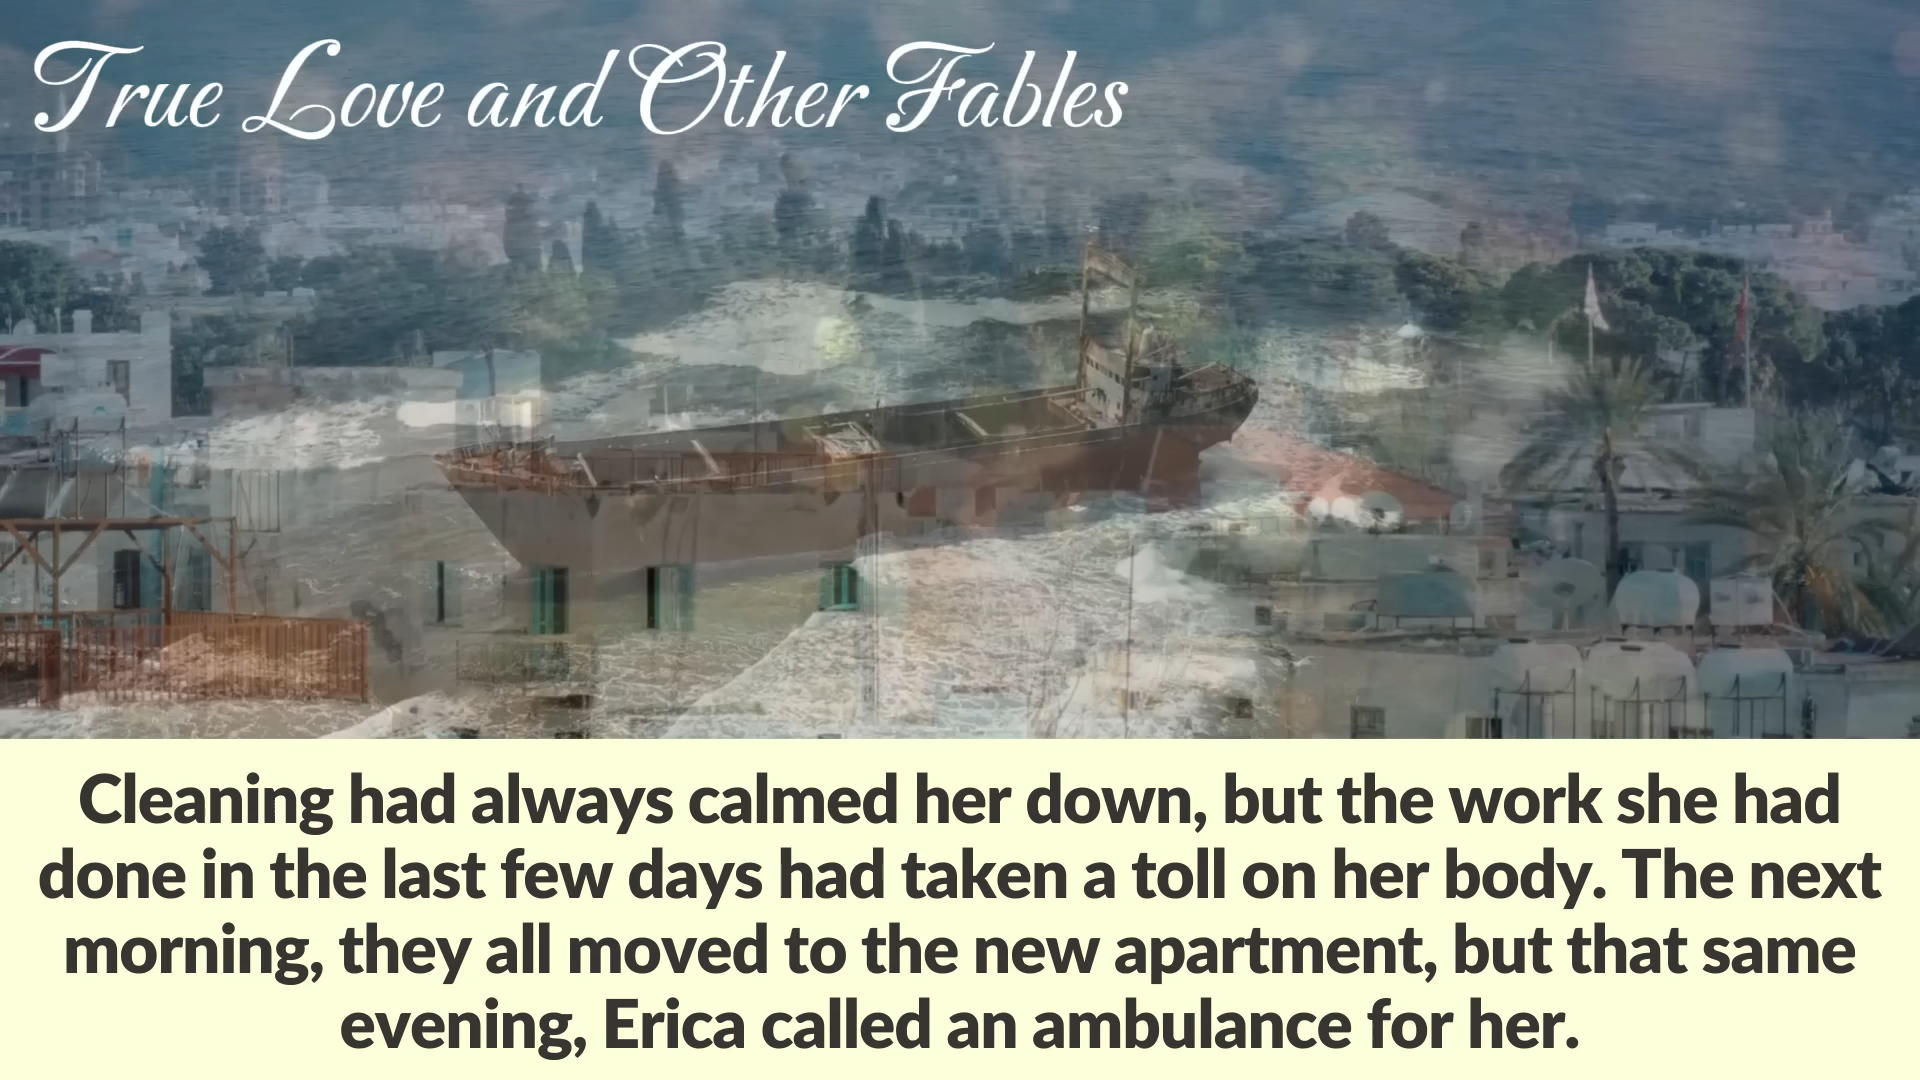 True Love and Other Fables
Cleaning had always calmed her down, but the work she had
done in the last few days had taken a toll on her body. The next
morning, they all moved to the new apartment, but that same
evening, Erica called an ambulance for her.